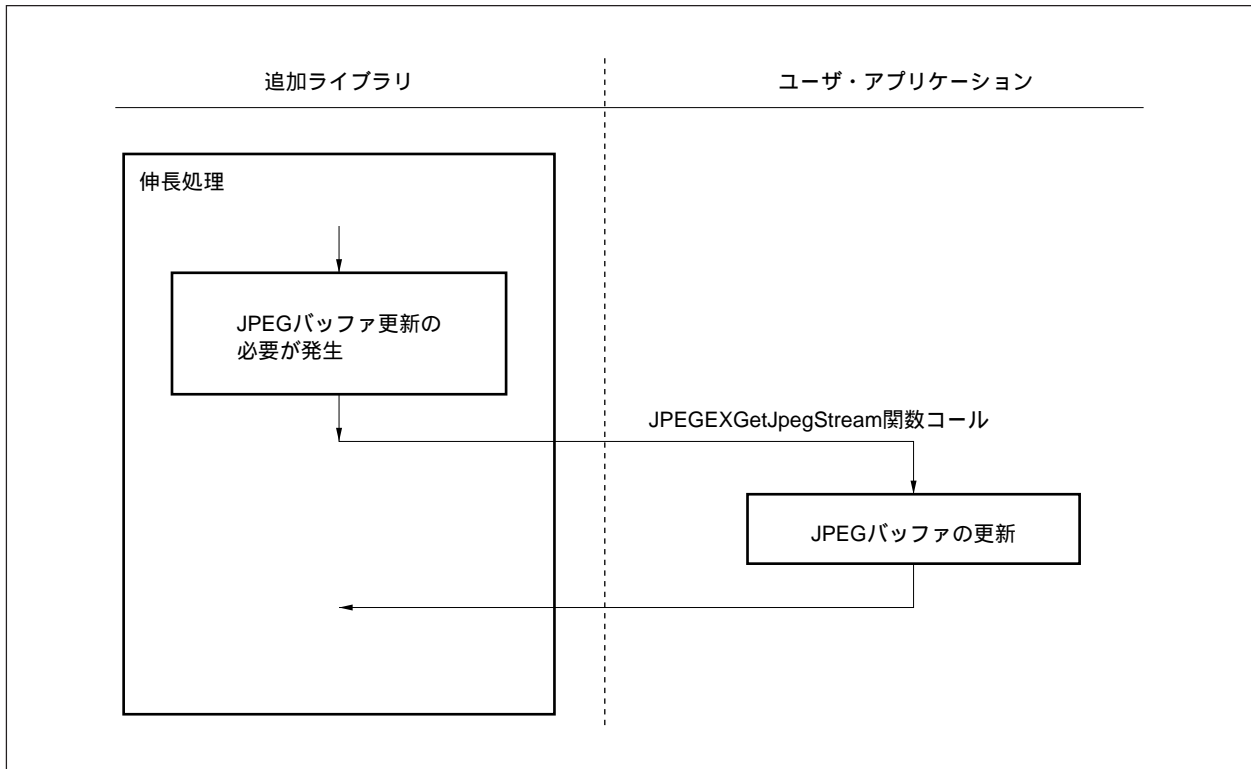 追加ライブラリ
ユーザ・アプリケーション
伸長処理
JPEGバッファ更新の
必要が発生
JPEGEXGetJpegStream関数コール
JPEGバッファの更新